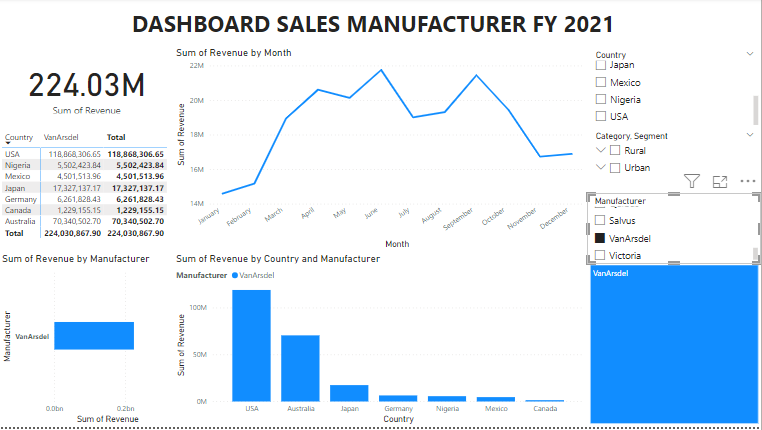 DASHBOARD SALES MANUFACTURER FY 2021
224.03M
Sum of Revenue
Country VanArsdel Total
USA 118,868,306.65 118,868,306.65
Nigeria 5,502,423.84 5,502,423.84
Mexico 4,501,513.96 4,501,513.96
Japan 17,327,137.17 17,327,137.17
Germany 6,261,828.43 6,261,828.43
Canada 1,229,155.15 1,229,155.15
Australia 70,340,502.70 70,340,502.70
Total 224,030,867.90 224,030,867.90
Sum of Revenue by Month
Sum of Revenue
22M
20M
18M
16M
14M
January February March April May June July August September October November December
Month
Country
Japan
Mexico
Nigeria
USA
Category, Segment
Rural
Urban
Manufacturer
Salvus
VanArsdel
Victoria
Sum of Revenue by Manufacturer
Manufacturer
VanArsdel
0.0bn 0.2bn
Sum of Revenue
Sum of Revenue by Country and Manufacturer
Manufacturer VanArsdel
Sum of Revenue
100M
50M
0M
USA Australia Japan Germany Nigeria Mexico Canada
Country
VanArsdel